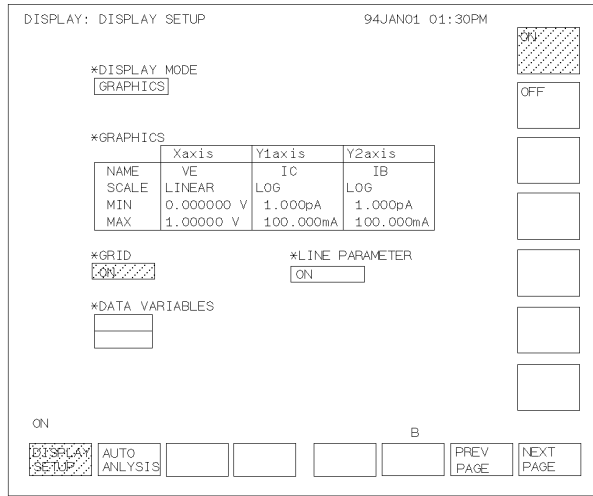 DISPLAY: DISPLAY SETUP 94JAN01 01:30PM
ON
*DISPLAY MODE
GRAPHICS
OFF
*GRAPHICS
Xaxis Y1axis Y2axis
NAME VE IC IB
SCALE LINEAR LOG LOG
MIN 0.000000 V 1.000pA 1.000pA
MAX 1.00000 V 100.000mA 100.000mA
*GRID *LINE PARAMETER
ON ON
*DATA VARIABLES
ON
B
DISPLAY AUTO PREV NEXT
SETUP ANLYSIS PAGE PAGE